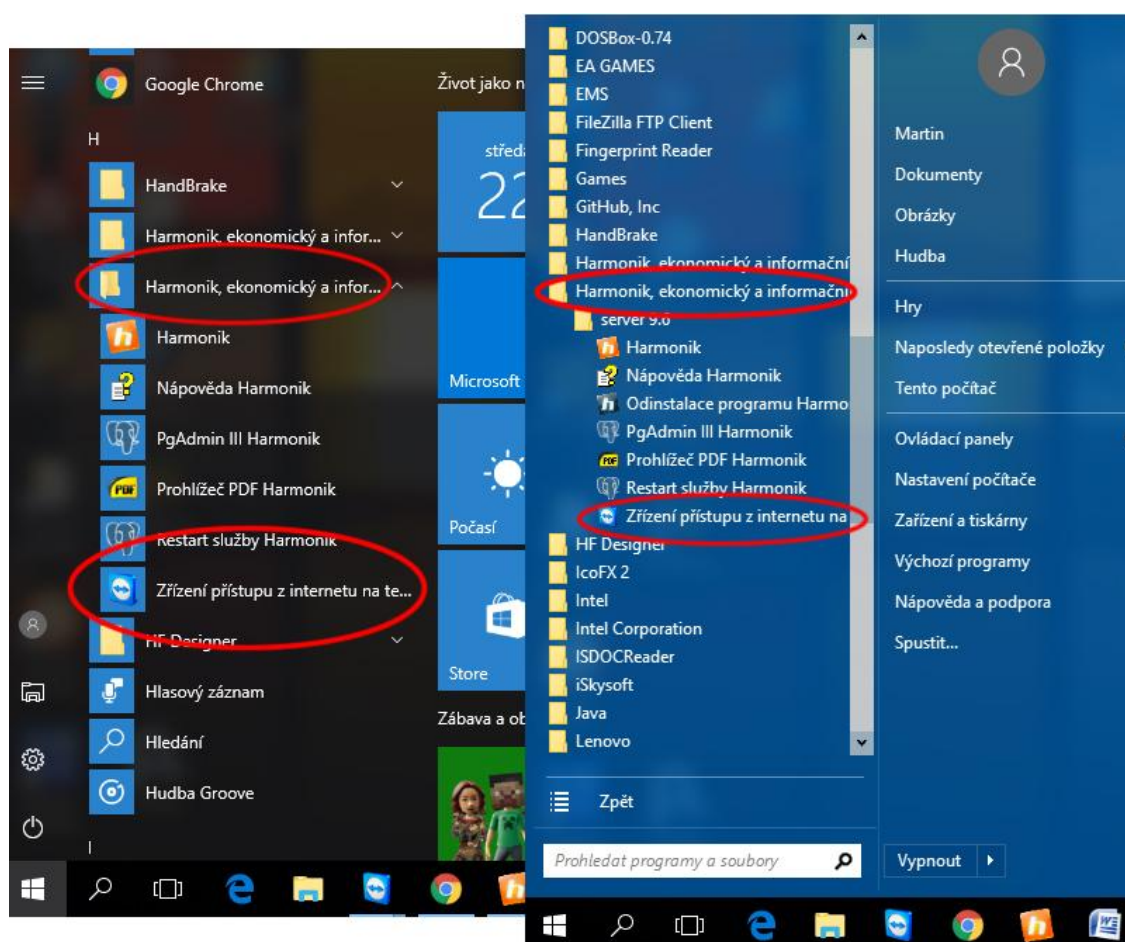 Google Chrome
H
HandBrake
Harmonik, ekonomický a infor...
Harmonik, ekonomický a infor...
Harmonik
Nápověda Harmonik
PgAdmin III Harmonik
Prohlížeč PDF Harmonik
Restart služby Harmonik
Zřízení přístupu z internetu na te...
HF Designer
Hlasový záznam
Hledání
Hudba Groove
I
Život jako n
střed
22
Microsoft
Počasí
Store
Zábava a ob
DOSBox-0.74
EA GAMES
EMS
FileZilla FTP Client
Fingerprint Reader
Games
GitHub, Inc
HandBrake
Harmonik, ekonomický a informační
Harmonik, ekonomický a informační
server 9.6
Harmonik
Nápověda Harmonik
Odinstalace programu Harmo
PgAdmin III Harmonik
Prohlížeč PDF Harmonik
Restart služby Harmonik
Zřízení přístupu z internetu na
HF Designer
IcoFX 2
Intel
Intel Corporation
ISDOCReader
iSkysoft
Java
Lenovo
Zpět
Prohledat programy a soubory
Martin
Dokumenty
Obrázky
Hudba
Hry
Naposledy otevřené položky
Tento počítač
Ovládací panely
Nastavení počítače
Zařízení a tiskárny
Výchozí programy
Nápověda a podpora
Spustit...
Vypnout